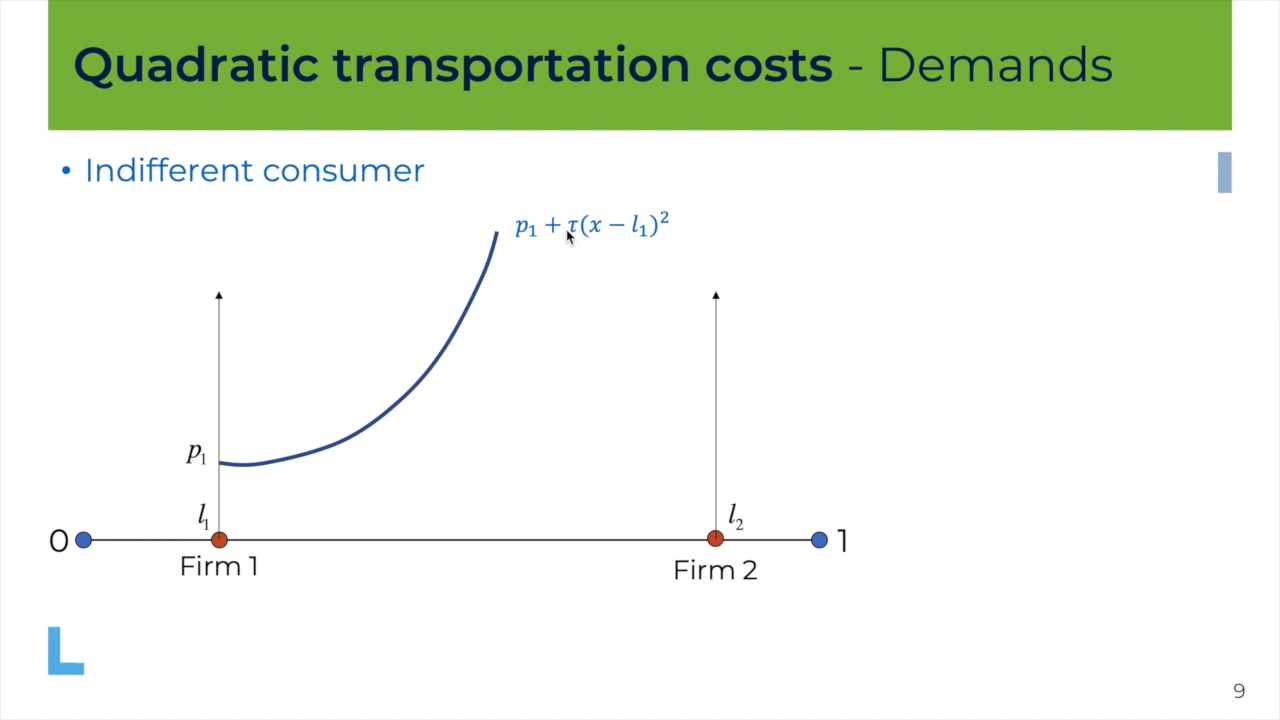 Quadratic transportation costs - Demands
• Indifferent consumer
p₁ + τ(x − l₁)²
p₁
l₁
l₂
0
1
Firm 1
Firm 2
9